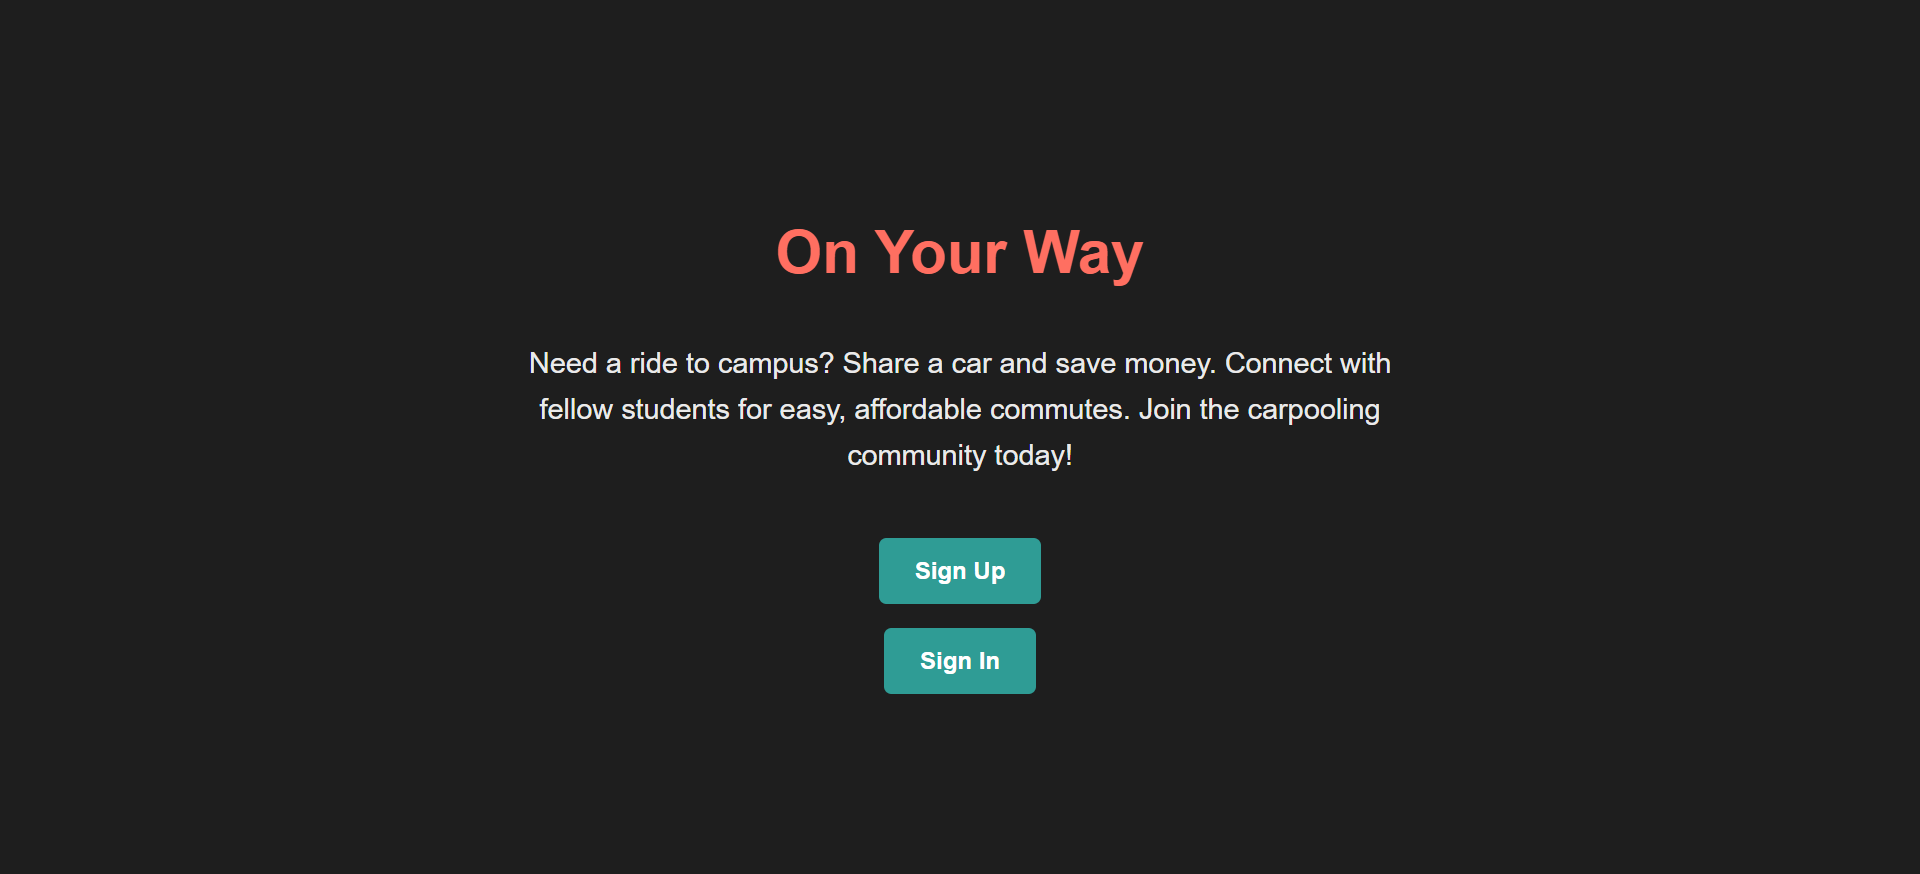 On Your Way
Need a ride to campus? Share a car and save money. Connect with
fellow students for easy, affordable commutes. Join the carpooling
community today!
Sign Up
Sign In